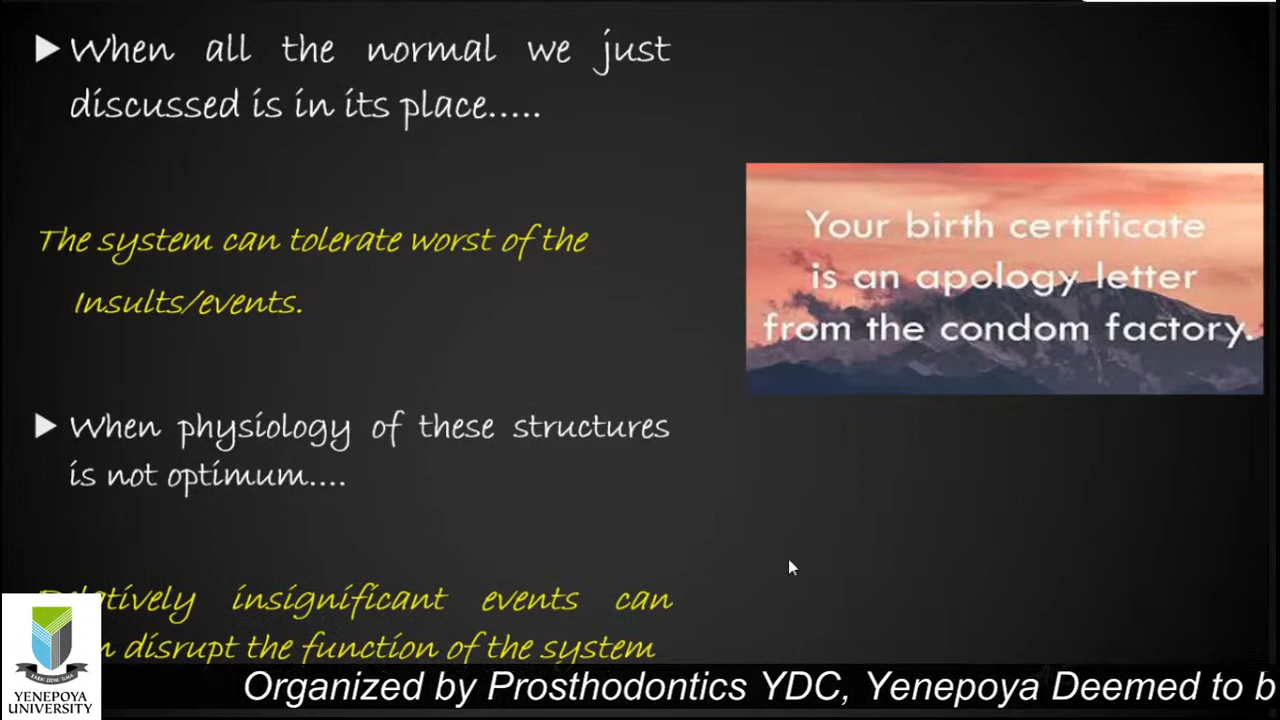 When all the normal we just
discussed is in its place.....
The system can tolerate worst of the
Insults/events.
When physiology of these structures
is not optimum....
insignificant events can
disrupt the function of the system
Your birth certificate
is an apology letter
from the condom factory.
YENEPOYA
UNIVERSITY
Organized by Prosthodontics YDC, Yenepoya Deemed to b